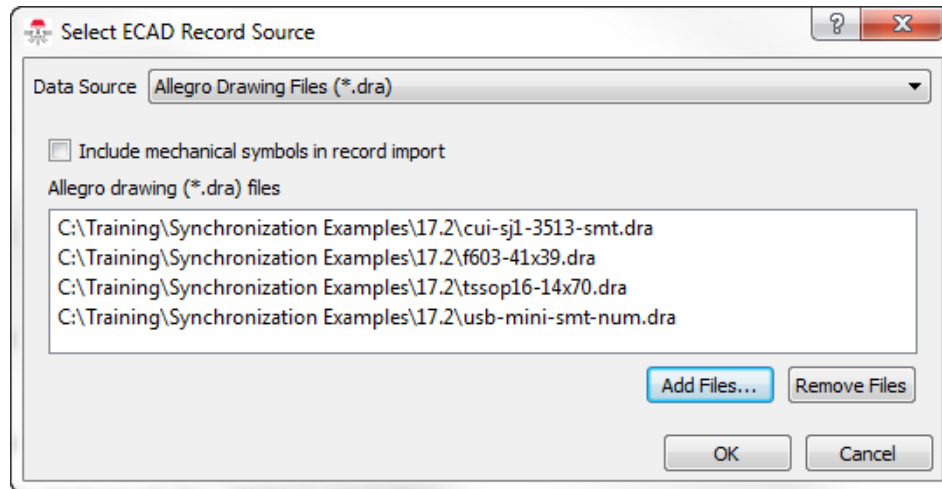 Select ECAD Record Source
Data Source Allegro Drawing Files (*.dra)
Include mechanical symbols in record import
Allegro drawing (*.dra) files
C:\Training\Synchronization Examples\17.2\cui-sj1-3513-smt.dra
C:\Training\Synchronization Examples\17.2\f603-41x39.dra
C:\Training\Synchronization Examples\17.2\tssop16-14x70.dra
C:\Training\Synchronization Examples\17.2\usb-mini-smt-num.dra
Add Files... Remove Files
OK Cancel